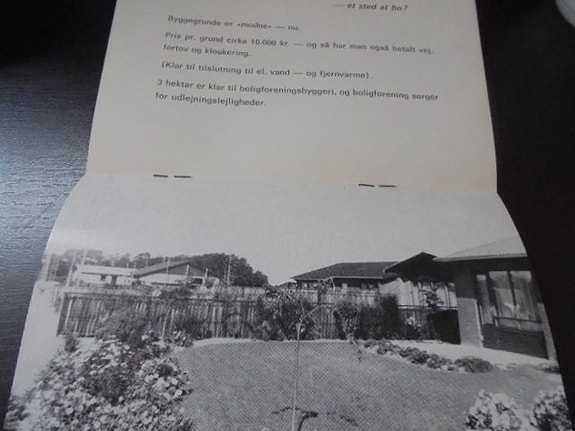 — et sted at bo?
Byggegrunde er «modne» — nu.
Pris pr. grund cirka 10.000 kr. — og så har man også betalt vej,
fortov og kloakering.
(Klar til tilslutning til el, vand — og fjernvarme).
3 hektar er klar til boligforeningsbyggeri, og boligforening sørger
for udlejningslejligheder.